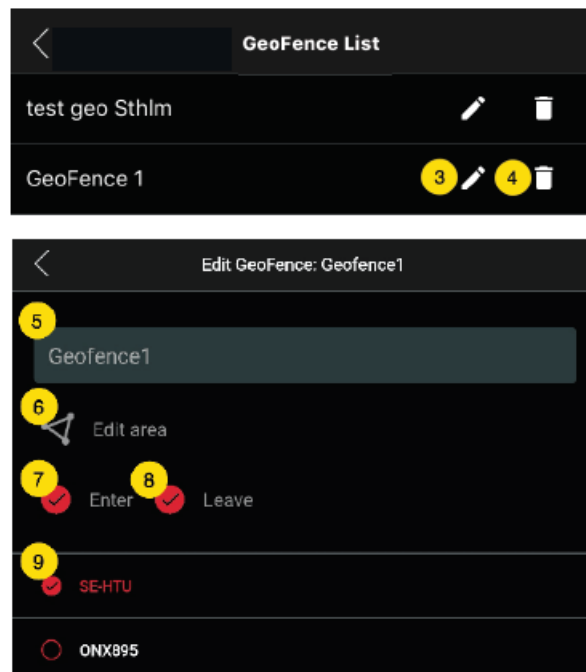 GeoFence List
test geo Sthlm
GeoFence 1 3 4
Edit GeoFence: Geofence1
5
Geofence1
6
Edit area
7 8
Enter Leave
9
SE-HTU
ONX895